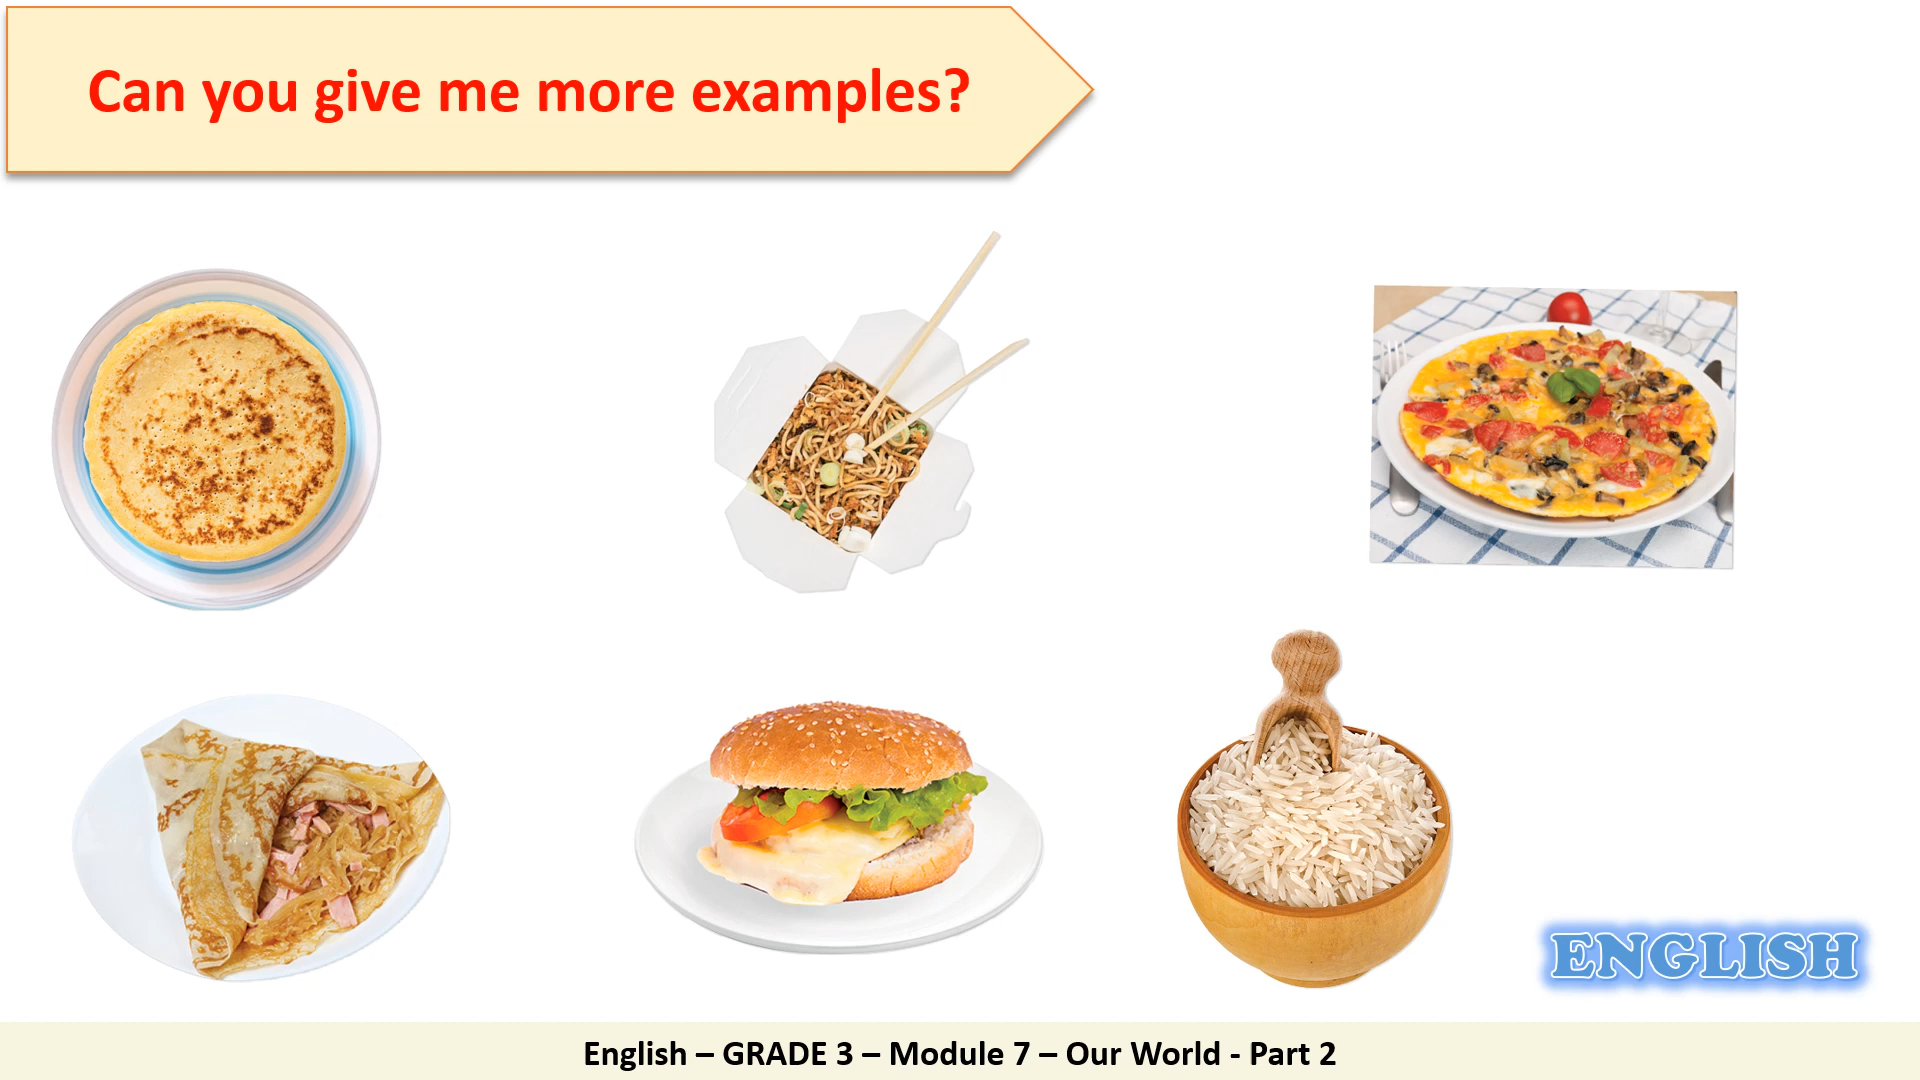 Can you give me more examples?
ENGLISH
English – GRADE 3 – Module 7 – Our World - Part 2